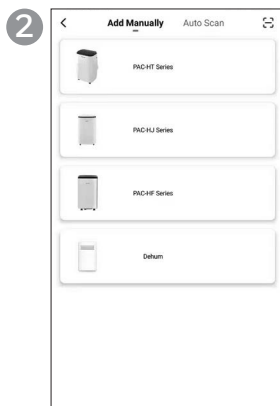 2
Add Manually Auto Scan
PAC-HT Series
PAC-HJ Series
PAC-HF Series
Dehum